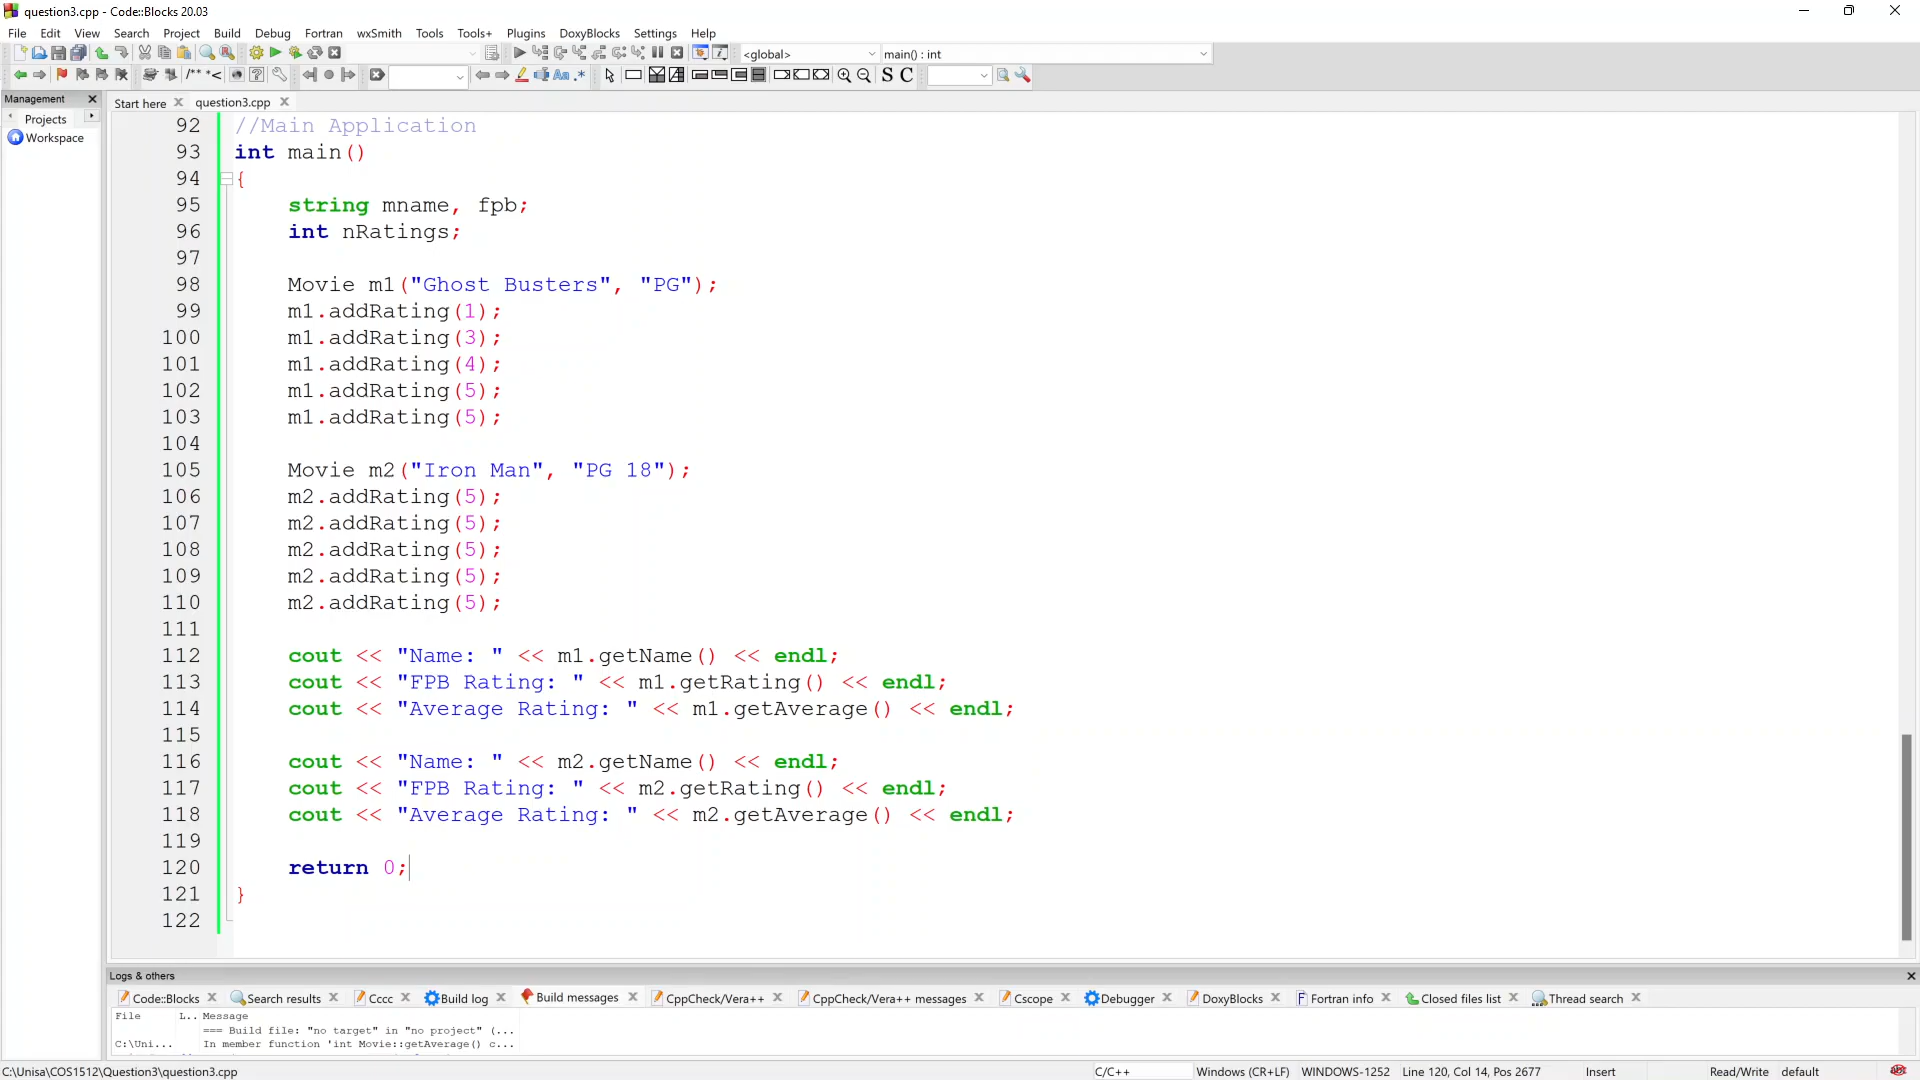 question3.cpp - Code::Blocks 20.03
File Edit View Search Project Build Debug Fortran wxSmith Tools Tools+ Plugins DoxyBlocks Settings Help
<global> main() : int
/** *< Aa .* S C
Management
Start here question3.cpp
Projects
Workspace
92 //Main Application
93 int main()
94 {
95 string mname, fpb;
96 int nRatings;
97
98 Movie m1("Ghost Busters", "PG");
99 m1.addRating(1);
100 m1.addRating(3);
101 m1.addRating(4);
102 m1.addRating(5);
103 m1.addRating(5);
104
105 Movie m2("Iron Man", "PG 18");
106 m2.addRating(5);
107 m2.addRating(5);
108 m2.addRating(5);
109 m2.addRating(5);
110 m2.addRating(5);
111
112 cout << "Name: " << m1.getName() << endl;
113 cout << "FPB Rating: " << m1.getRating() << endl;
114 cout << "Average Rating: " << m1.getAverage() << endl;
115
116 cout << "Name: " << m2.getName() << endl;
117 cout << "FPB Rating: " << m2.getRating() << endl;
118 cout << "Average Rating: " << m2.getAverage() << endl;
119
120 return 0;
121 }
122
Logs & others
Code::Blocks Search results Cccc Build log Build messages CppCheck/Vera++ CppCheck/Vera++ messages Cscope Debugger DoxyBlocks Fortran info Closed files list Thread search
File L.. Message
=== Build file: "no target" in "no project" (...
C:\Uni... In member function 'int Movie::getAverage() c...
C:\Unisa\COS1512\Question3\question3.cpp C/C++ Windows (CR+LF) WINDOWS-1252 Line 120, Col 14, Pos 2677 Insert Read/Write default